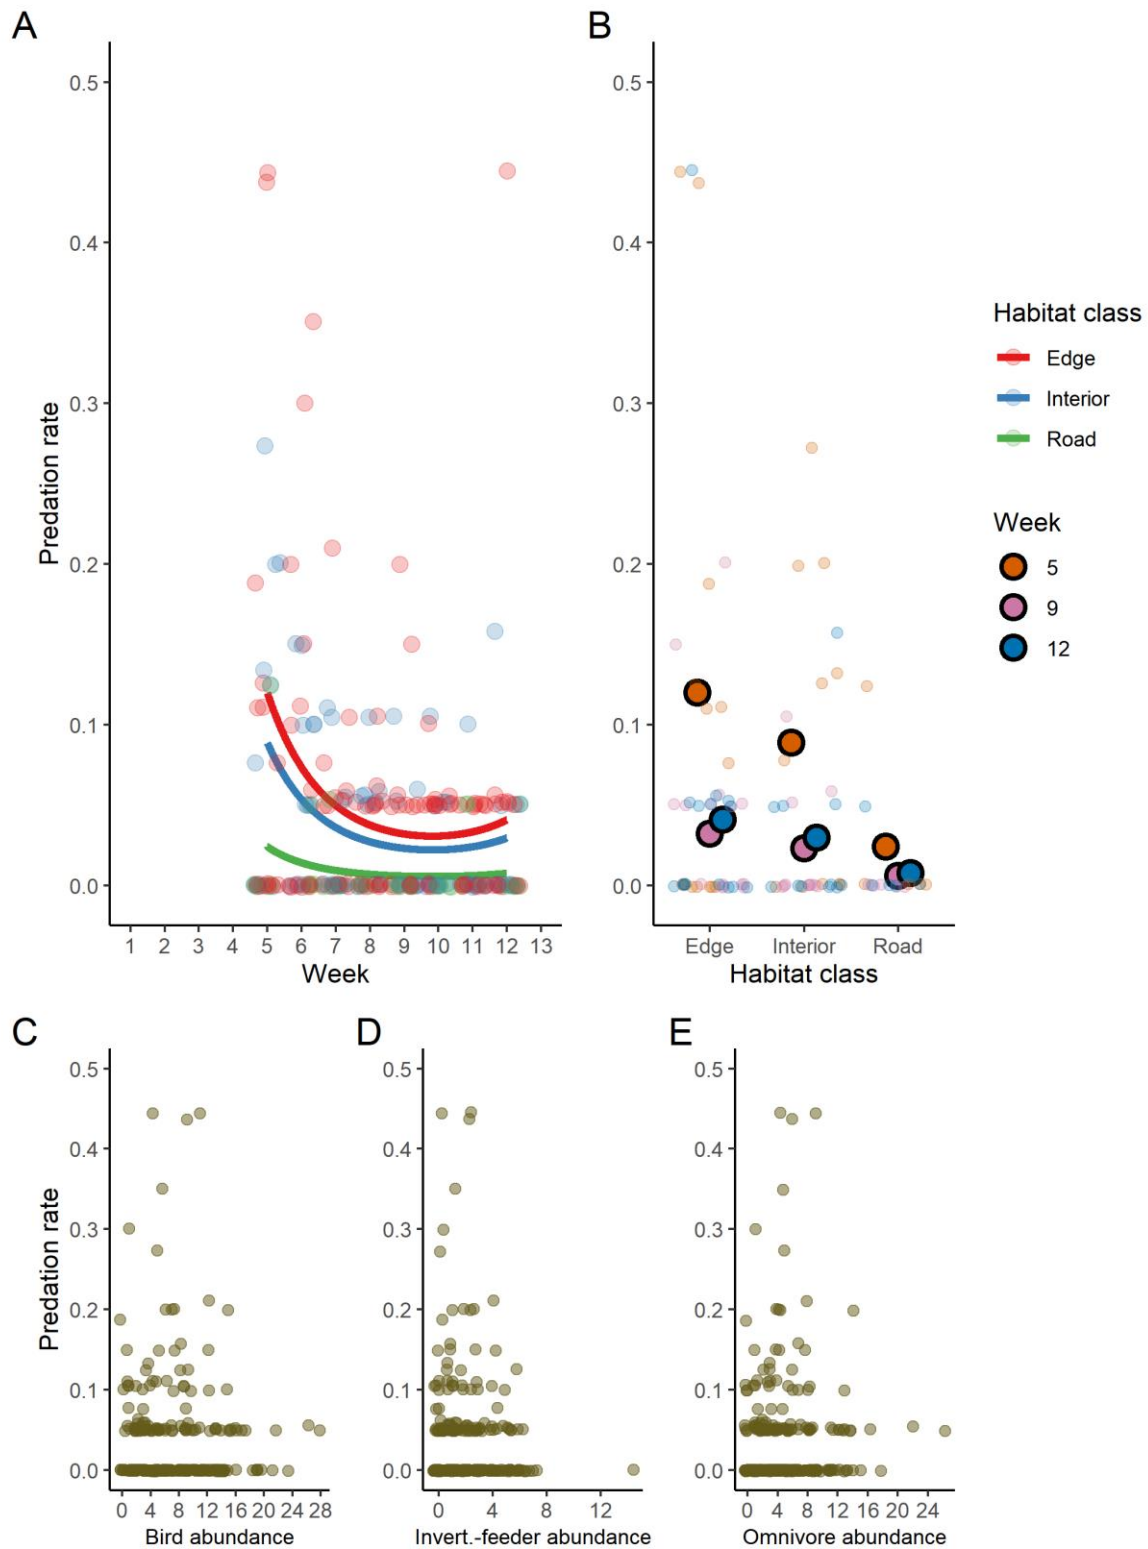 A
B
0.5
0.4
0.3
0.2
0.1
0.0
Predation rate
1 2 3 4 5 6 7 8 9 10 11 12 13
Week
0.5
0.4
0.3
0.2
0.1
0.0
Edge Interior Road
Habitat class
Habitat class
Edge
Interior
Road
Week
5
9
12
C
D
E
0.5
0.4
0.3
0.2
0.1
0.0
Predation rate
0 4 8 12 16 20 24 28
Bird abundance
0.5
0.4
0.3
0.2
0.1
0.0
0 4 8 12
Invert.-feeder abundance
0.5
0.4
0.3
0.2
0.1
0.0
0 4 8 12 16 20 24
Omnivore abundance